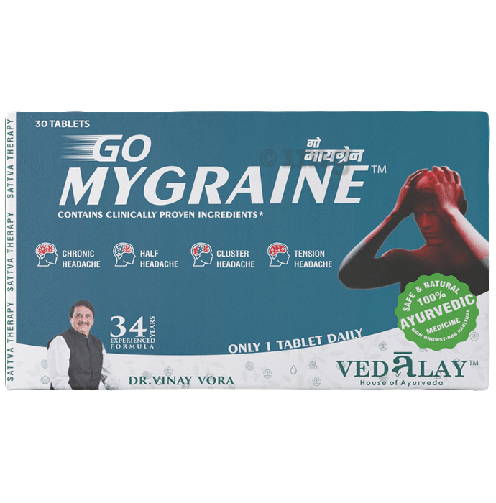 30 TABLETS
GO
गो
मायग्रेन
MYGRAINE™
CONTAINS CLINICALLY PROVEN INGREDIENTS*
CHRONIC HEADACHE
HALF HEADACHE
CLUSTER HEADACHE
TENSION HEADACHE
SAFE & NATURAL
100%
AYURVEDIC
MEDICINE
34 YEARS
EXPERIENCED
FORMULA
ONLY 1 TABLET DAILY
DR.VINAY VORA
VEDALAY™
House of Ayurveda
SATTVA THERAPY
SATTVA THERAPY
SATTVA THERAPY